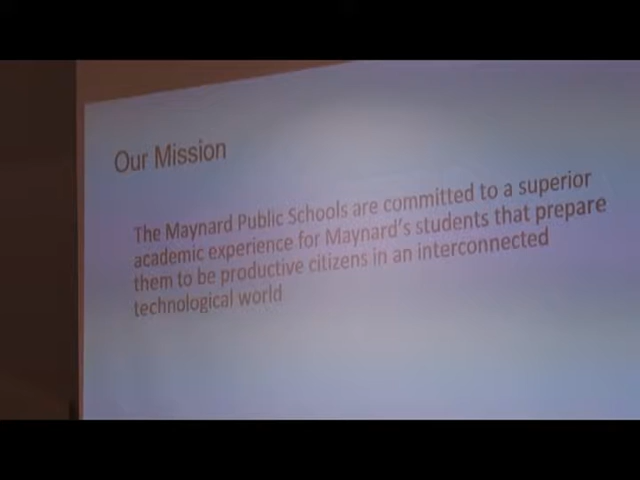 Our Mission
The Maynard Public Schools are committed to a superior
academic experience for Maynard's students that prepare
them to be productive citizens in an interconnected
technological world